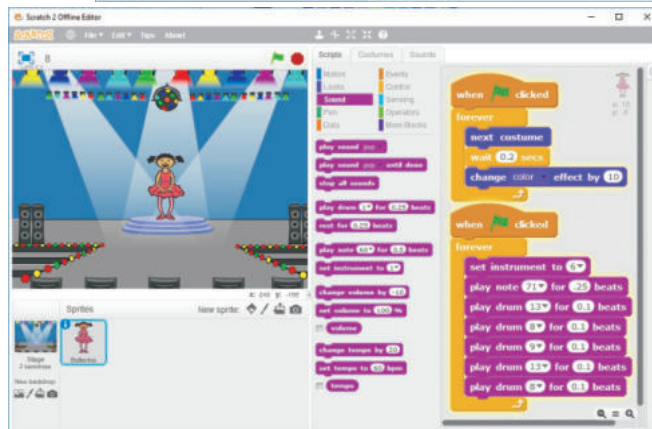 Scratch 2 Offline Editor
SCRATCH File Edit Tips About
8
Scripts Costumes Sounds
Motion Events
Looks Control
Sound Sensing
Pen Operators
Data More Blocks
play sound pop
play sound pop until done
stop all sounds
play drum 1 for 0.25 beats
rest for 0.25 beats
play note 60 for 0.5 beats
set instrument to 1
change volume by -10
set volume to 100 %
volume
change tempo by 20
set tempo to 60 bpm
tempo
when clicked
forever
next costume
wait 0.2 secs
change color effect by 10
when clicked
forever
set instrument to 6
play note 71 for .25 beats
play drum 13 for 0.1 beats
play drum 8 for 0.1 beats
play drum 9 for 0.1 beats
play drum 13 for 0.1 beats
play drum 8 for 0.1 beats
Sprites New sprite:
Stage
2 backdrops
New backdrop
Ballerina